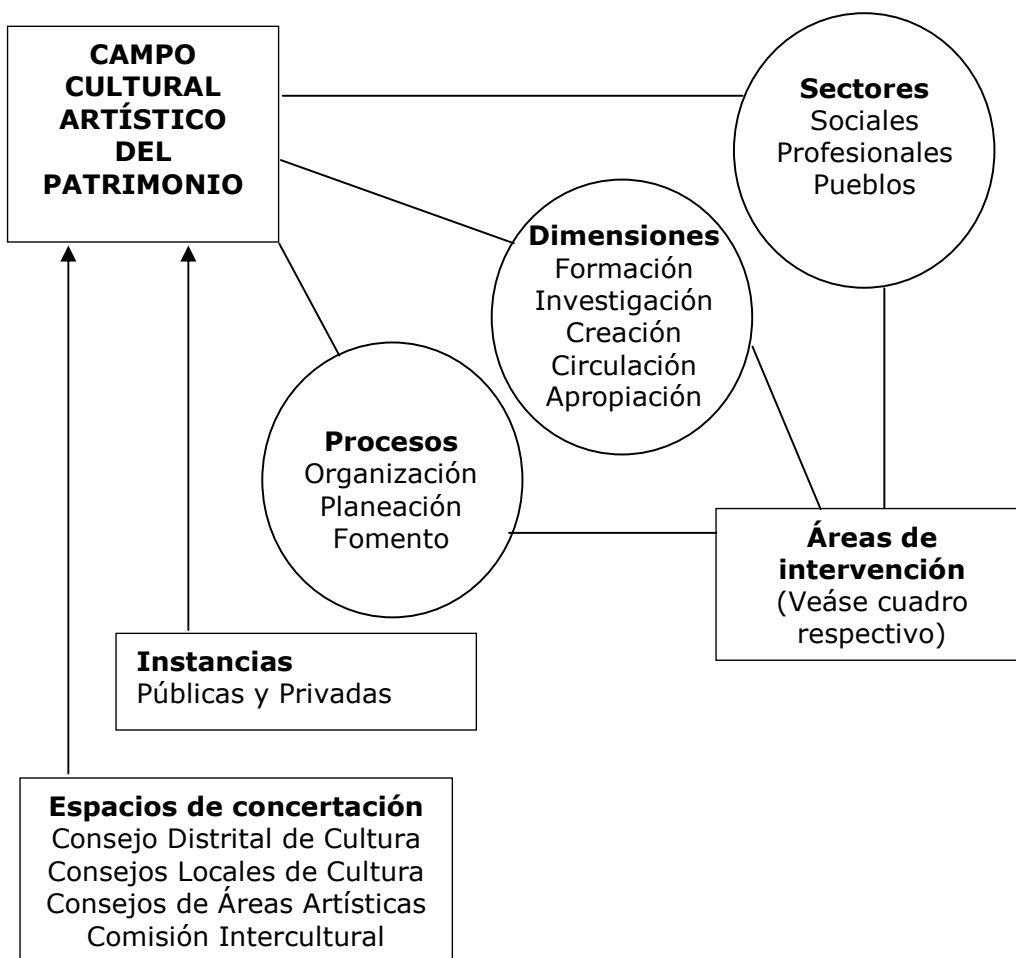 CAMPO
CULTURAL
ARTÍSTICO
DEL
PATRIMONIO
Sectores
Sociales
Profesionales
Pueblos
Dimensiones
Formación
Investigación
Creación
Circulación
Apropiación
Procesos
Organización
Planeación
Fomento
Áreas de
intervención
(Veáse cuadro
respectivo)
Instancias
Públicas y Privadas
Espacios de concertación
Consejo Distrital de Cultura
Consejos Locales de Cultura
Consejos de Áreas Artísticas
Comisión Intercultural